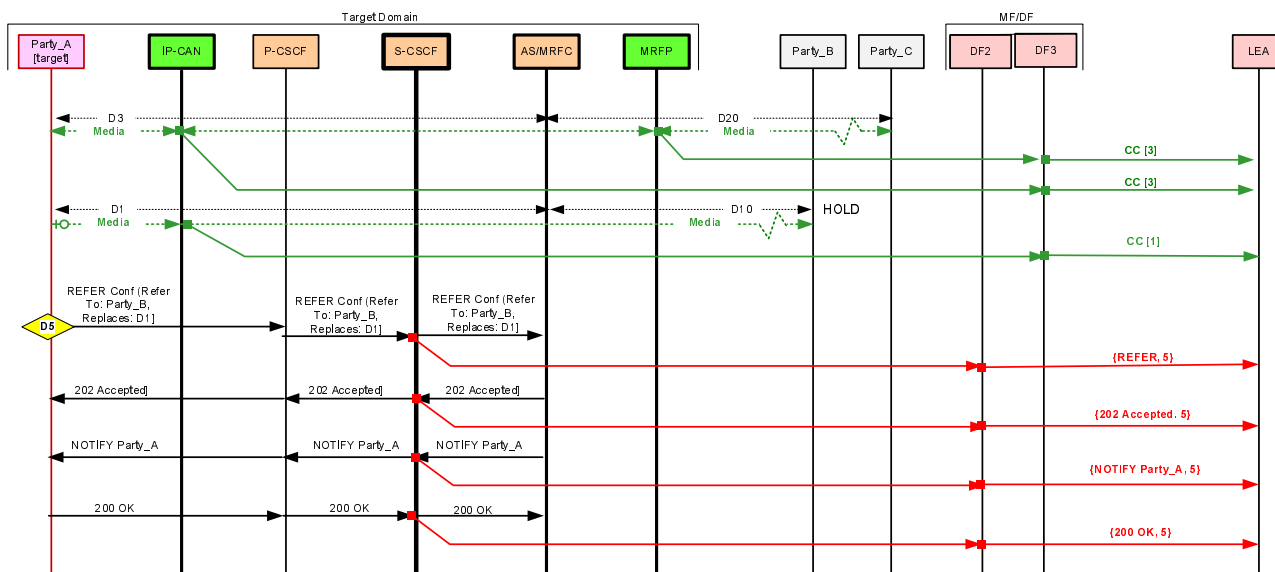 Target Domain
MF/DF
Party_A
[target]
IP-CAN
P-CSCF
S-CSCF
AS/MRFC
MRFP
Party_B
Party_C
DF2
DF3
LEA
D3
D20
Media
Media
CC [3]
CC [3]
D1
D10
HOLD
Media
Media
CC [1]
REFER Conf (Refer
To: Party_B,
Replaces: D1]
REFER Conf (Refer
To: Party_B,
Replaces: D1]
REFER Conf (Refer
To: Party_B,
Replaces: D1]
D5
{REFER, 5}
202 Accepted]
202 Accepted]
202 Accepted]
{202 Accepted. 5}
NOTIFY Party_A
NOTIFY Party_A
NOTIFY Party_A
{NOTIFY Party_A, 5}
200 OK
200 OK
200 OK
{200 OK, 5}